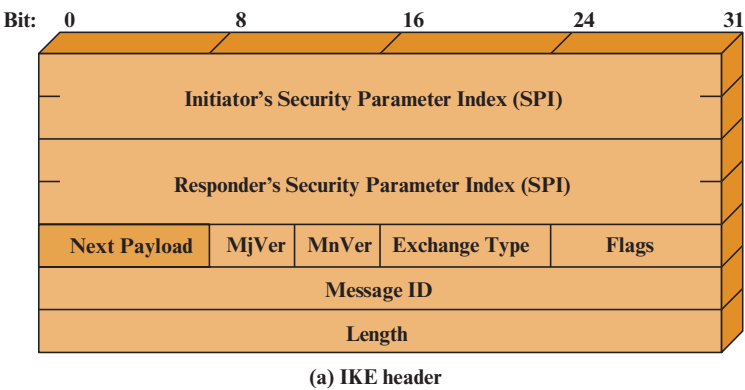 Bit: 0 8 16 24 31
Initiator's Security Parameter Index (SPI)
Responder's Security Parameter Index (SPI)
Next Payload MjVer MnVer Exchange Type Flags
Message ID
Length
(a) IKE header